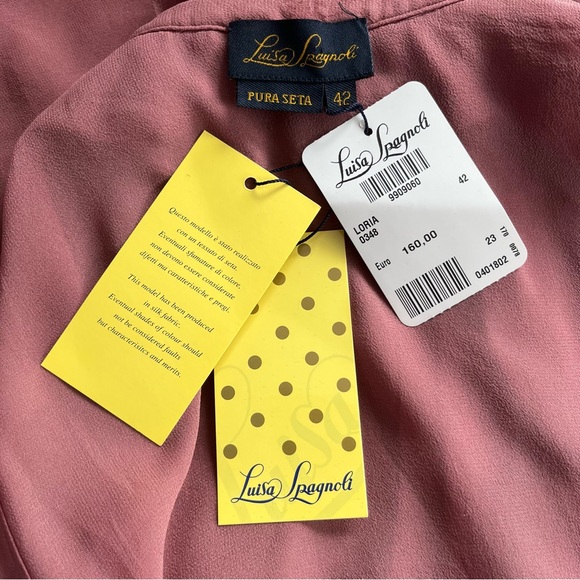 Luisa Spagnoli
PURA SETA
42
Luisa Spagnoli
9909060
42
LORIA
0348
Euro 160.00
23
0401802
Questo modello è stato realizzato
con un tessuto di seta.
Eventuali sfumature di colore,
non devono essere considerate
difetti ma caratteristiche e pregi.
This model has been produced
in silk fabric.
Eventual shades of colour should
not be considered faults
but characterisitcs and merits.
Luisa Spagnoli